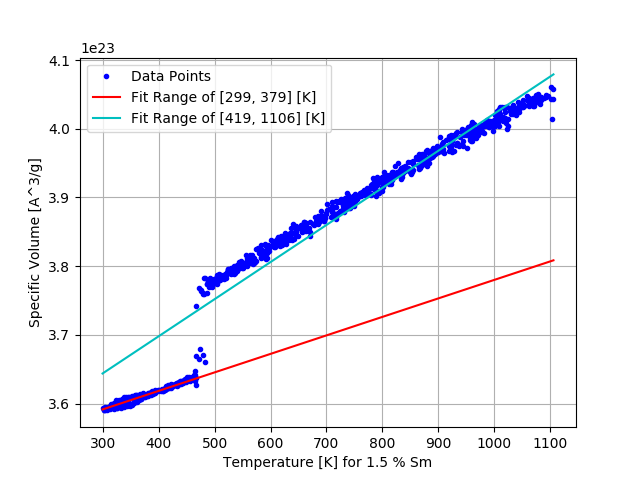 1e23
4.1
4.0
3.9
3.8
3.7
3.6
Specific Volume [A^3/g]
Data Points
Fit Range of [299, 379] [K]
Fit Range of [419, 1106] [K]
300 400 500 600 700 800 900 1000 1100
Temperature [K] for 1.5 % Sm